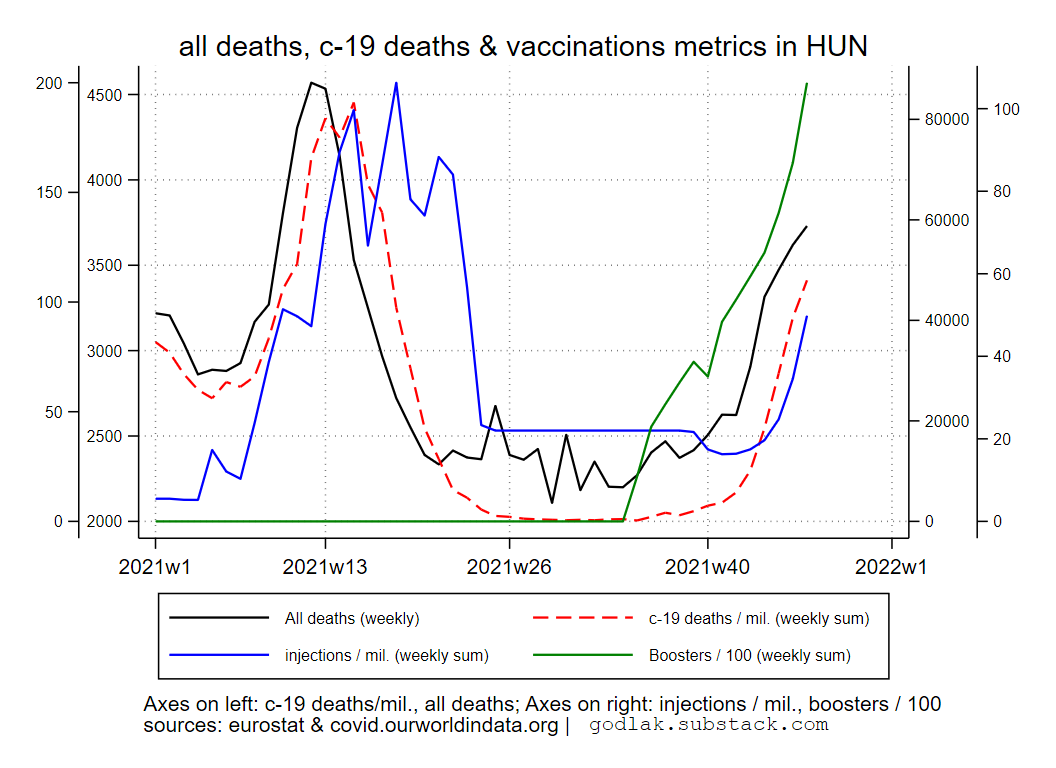 all deaths, c-19 deaths & vaccinations metrics in HUN
200 4500 80000 100
150 4000 60000 80
100 3500 40000 60
50 3000 20000 40
0 2500 0 20
2000 0
2021w1 2021w13 2021w26 2021w40 2022w1
All deaths (weekly) c-19 deaths / mil. (weekly sum)
injections / mil. (weekly sum) Boosters / 100 (weekly sum)
Axes on left: c-19 deaths/mil., all deaths; Axes on right: injections / mil., boosters / 100
sources: eurostat & covid.ourworldindata.org | godlak.substack.com